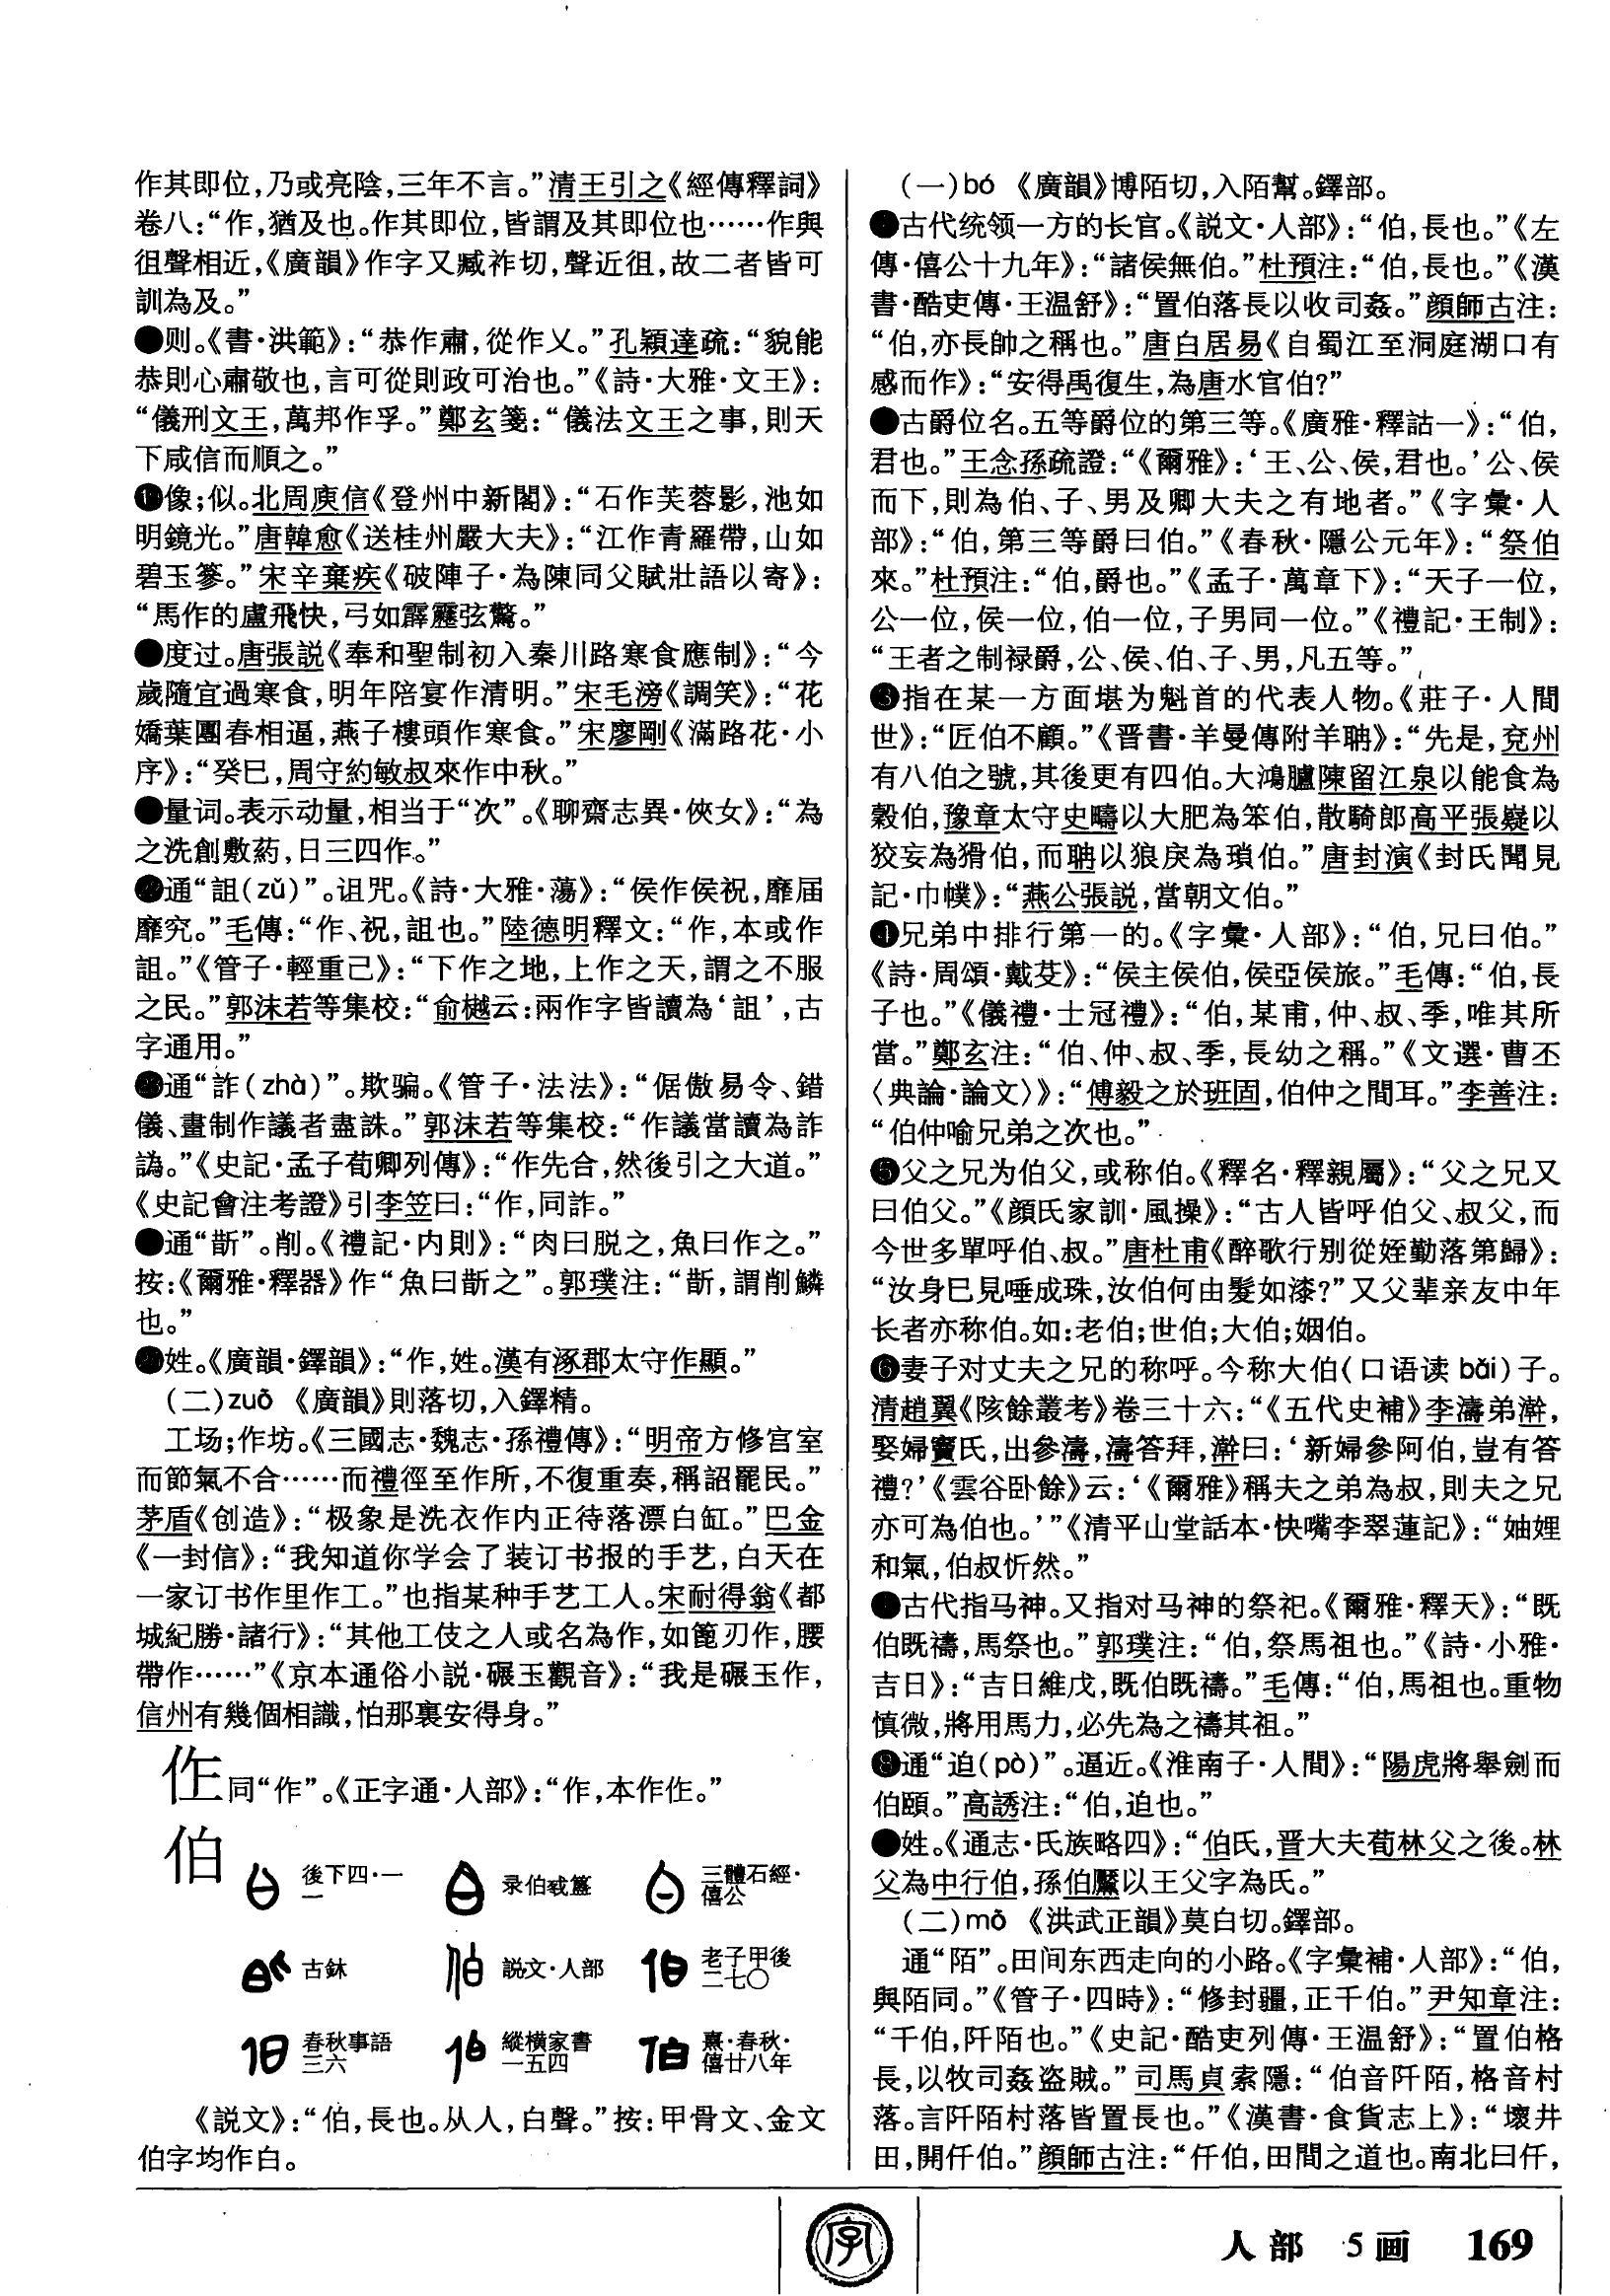 作其即位，乃或亮陰，三年不言。”清王引之《經傳釋詞》
卷八：“作，猶及也。作其即位，皆謂及其即位也……作與
徂聲相近，《廣韻》作字又臧祚切，聲近徂，故二者皆可
訓為及。”
●则。《書·洪範》：“恭作肅，從作乂。”孔穎達疏：“貌能
恭則心肅敬也，言可從則政可治也。”《詩·大雅·文王》：
“儀刑文王，萬邦作孚。”鄭玄箋：“儀法文王之事，則天
下咸信而順之。”
●像；似。北周庾信《登州中新閣》：“石作芙蓉影，池如
明鏡光。”唐韓愈《送桂州嚴大夫》：“江作青羅帶，山如
碧玉篸。”宋辛棄疾《破陣子·為陳同父賦壯語以寄》：
“馬作的盧飛快，弓如霹靂弦驚。”
●度过。唐張説《奉和聖制初入秦川路寒食應制》：“今
歲隨宜過寒食，明年陪宴作清明。”宋毛滂《調笑》：“花
嬌葉團春相逼，燕子樓頭作寒食。”宋廖剛《滿路花·小
序》：“癸巳，周守約敏叔來作中秋。”
●量词。表示动量，相当于“次”。《聊齋志異·俠女》：“為
之洗創敷葯，日三四作。”
●通“詛（zǔ）”。诅咒。《詩·大雅·蕩》：“侯作侯祝，靡届
靡究。”毛傳：“作、祝，詛也。”陸德明釋文：“作，本或作
詛。”《管子·輕重己》：“下作之地，上作之天，謂之不服
之民。”郭沫若等集校：“俞樾云：兩作字皆讀為‘詛’，古
字通用。”
●通“詐（zhà）”。欺骗。《管子·法法》：“倨傲易令、錯
儀、畫制作議者盡誅。”郭沫若等集校：“作議當讀為詐
譌。”《史記·孟子荀卿列傳》：“作先合，然後引之大道。”
《史記會注考證》引李笠曰：“作，同詐。”
●通“斮”。削。《禮記·内則》：“肉曰脱之，魚曰作之。”
按：《爾雅·釋器》作“魚曰斮之”。郭璞注：“斮，謂削鱗
也。”
●姓。《廣韻·鐸韻》：“作，姓。漢有涿郡太守作顯。”
（二）zuō 《廣韻》則落切，入鐸精。
工场；作坊。《三國志·魏志·孫禮傳》：“明帝方修宫室
而節氣不合……而禮徑至作所，不復重奏，稱詔罷民。”
茅盾《创造》：“极象是洗衣作内正待落漂白缸。”巴金
《一封信》：“我知道你学会了装订书报的手艺，白天在
一家订书作里作工。”也指某种手艺工人。宋耐得翁《都
城紀勝·諸行》：“其他工伎之人或名為作，如篦刃作，腰
帶作……”《京本通俗小説·碾玉觀音》：“我是碾玉作，
信州有幾個相識，怕那裏安得身。”
㑅同“作”。《正字通·人部》：“作，本作㑅。”
伯
後下四·一一 录伯㦰簋 三體石經·僖公
古鉥 説文·人部 老子甲後二七〇
春秋事語三六 縱横家書一五四 熹·春秋·僖廿八年
《説文》：“伯，長也。从人，白聲。”按：甲骨文、金文
伯字均作白。
（一）bó 《廣韻》博陌切，入陌幫。鐸部。
●古代统领一方的长官。《説文·人部》：“伯，長也。”《左
傳·僖公十九年》：“諸侯無伯。”杜預注：“伯，長也。”《漢
書·酷吏傳·王温舒》：“置伯落長以收司姦。”顔師古注：
“伯，亦長帥之稱也。”唐白居易《自蜀江至洞庭湖口有
感而作》：“安得禹復生，為唐水官伯？”
●古爵位名。五等爵位的第三等。《廣雅·釋詁一》：“伯，
君也。”王念孫疏證：“《爾雅》：‘王、公、侯，君也。’公、侯
而下，則為伯、子、男及卿大夫之有地者。”《字彙·人
部》：“伯，第三等爵曰伯。”《春秋·隱公元年》：“祭伯
來。”杜預注：“伯，爵也。”《孟子·萬章下》：“天子一位，
公一位，侯一位，伯一位，子男同一位。”《禮記·王制》：
“王者之制禄爵，公、侯、伯、子、男，凡五等。”
❸指在某一方面堪为魁首的代表人物。《莊子·人間
世》：“匠伯不顧。”《晋書·羊曼傳附羊聃》：“先是，兗州
有八伯之號，其後更有四伯。大鴻臚陳留江泉以能食為
穀伯，豫章太守史疇以大肥為笨伯，散騎郎高平張嶷以
狡妄為猾伯，而聃以狼戾為瑣伯。”唐封演《封氏聞見
記·巾幞》：“燕公張説，當朝文伯。”
❹兄弟中排行第一的。《字彙·人部》：“伯，兄曰伯。”
《詩·周頌·戴芟》：“侯主侯伯，侯亞侯旅。”毛傳：“伯，長
子也。”《儀禮·士冠禮》：“伯，某甫，仲、叔、季，唯其所
當。”鄭玄注：“伯、仲、叔、季，長幼之稱。”《文選·曹丕
〈典論·論文〉》：“傅毅之於班固，伯仲之間耳。”李善注：
“伯仲喻兄弟之次也。”
❺父之兄为伯父，或称伯。《釋名·釋親屬》：“父之兄又
曰伯父。”《顔氏家訓·風操》：“古人皆呼伯父、叔父，而
今世多單呼伯、叔。”唐杜甫《醉歌行别從姪勤落第歸》：
“汝身已見唾成珠，汝伯何由髮如漆？”又父辈亲友中年
长者亦称伯。如：老伯；世伯；大伯；姻伯。
❻妻子对丈夫之兄的称呼。今称大伯（口语读bǎi）子。
清趙翼《陔餘叢考》卷三十六：“《五代史補》李濤弟澣，
娶婦竇氏，出參濤，濤答拜，澣曰：‘新婦參阿伯，豈有答
禮？’《雲谷卧餘》云：‘《爾雅》稱夫之弟為叔，則夫之兄
亦可為伯也。’”《清平山堂話本·快嘴李翠蓮記》：“妯娌
和氣，伯叔忻然。”
●古代指马神。又指对马神的祭祀。《爾雅·釋天》：“既
伯既禱，馬祭也。”郭璞注：“伯，祭馬祖也。”《詩·小雅·
吉日》：“吉日維戊，既伯既禱。”毛傳：“伯，馬祖也。重物
慎微，將用馬力，必先為之禱其祖。”
❽通“迫（pò）”。逼近。《淮南子·人間》：“陽虎將舉劍而
伯頤。”高誘注：“伯，迫也。”
●姓。《通志·氏族略四》：“伯氏，晋大夫荀林父之後。林
父為中行伯，孫伯黶以王父字為氏。”
（二）mò 《洪武正韻》莫白切。鐸部。
通“陌”。田间东西走向的小路。《字彙補·人部》：“伯，
與陌同。”《管子·四時》：“修封疆，正千伯。”尹知章注：
“千伯，阡陌也。”《史記·酷吏列傳·王温舒》：“置伯格
長，以牧司姦盗賊。”司馬貞索隱：“伯音阡陌，格音村
落。言阡陌村落皆置長也。”《漢書·食貨志上》：“壞井
田，開仟伯。”顔師古注：“仟伯，田間之道也。南北曰仟，
字
人部 5画 169